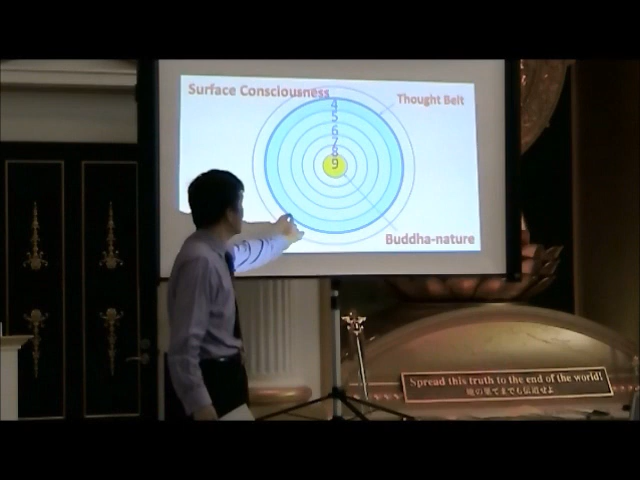 Surface Consciousness
Thought Belt
4
5
6
7
8
9
Buddha-nature
Spread this truth to the end of the world!
地の果てまでも伝道せよ